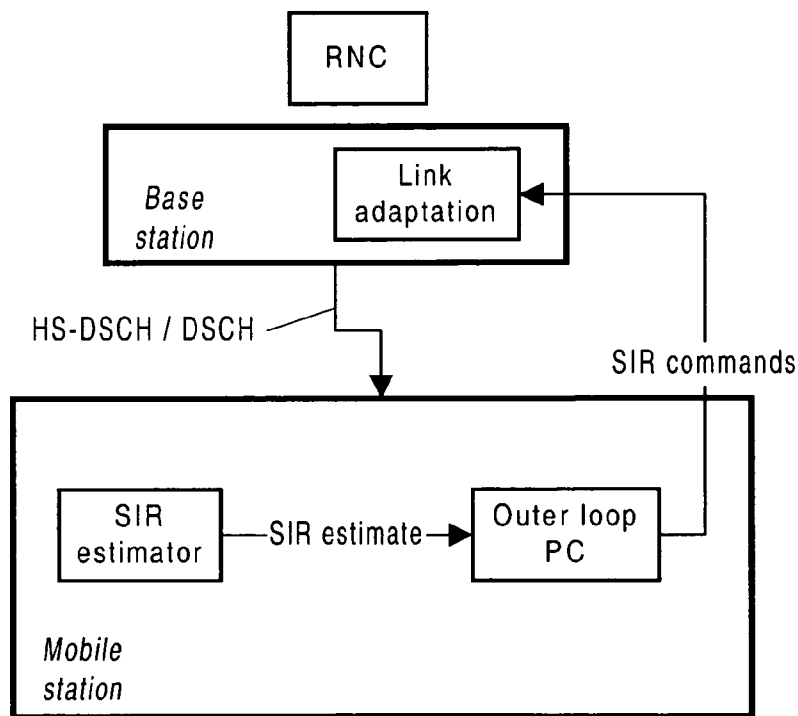 RNC
Link
adaptation
Base
station
HS-DSCH / DSCH
SIR commands
SIR
estimator
SIR estimate
Outer loop
PC
Mobile
station